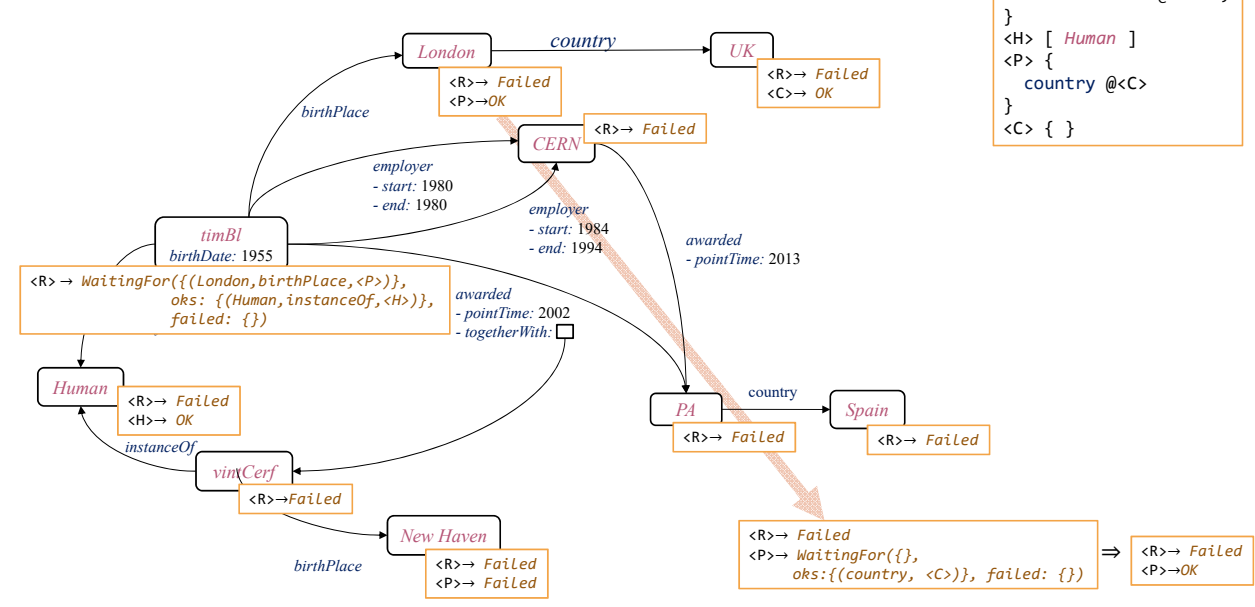 }
<H> [ Human ]
<P> {
country @<C>
}
<C> { }
London
country
UK
<R>→ Failed
<P>→OK
<R>→ Failed
<C>→ OK
birthPlace
CERN
<R>→ Failed
employer
- start: 1980
- end: 1980
employer
- start: 1984
- end: 1994
awarded
- pointTime: 2013
timBl
birthDate: 1955
<R> → WaitingFor({(London,birthPlace,<P>)},
oks: {(Human,instanceOf,<H>)},
failed: {})
awarded
- pointTime: 2002
- togetherWith:
Human
<R>→ Failed
<H>→ OK
PA
country
Spain
<R>→ Failed
<R>→ Failed
instanceOf
vintCerf
<R>→Failed
New Haven
birthPlace
<R>→ Failed
<P>→ Failed
<R>→ Failed
<P>→ WaitingFor({},
oks:{(country, <C>)}, failed: {})
⇒
<R>→ Failed
<P>→OK